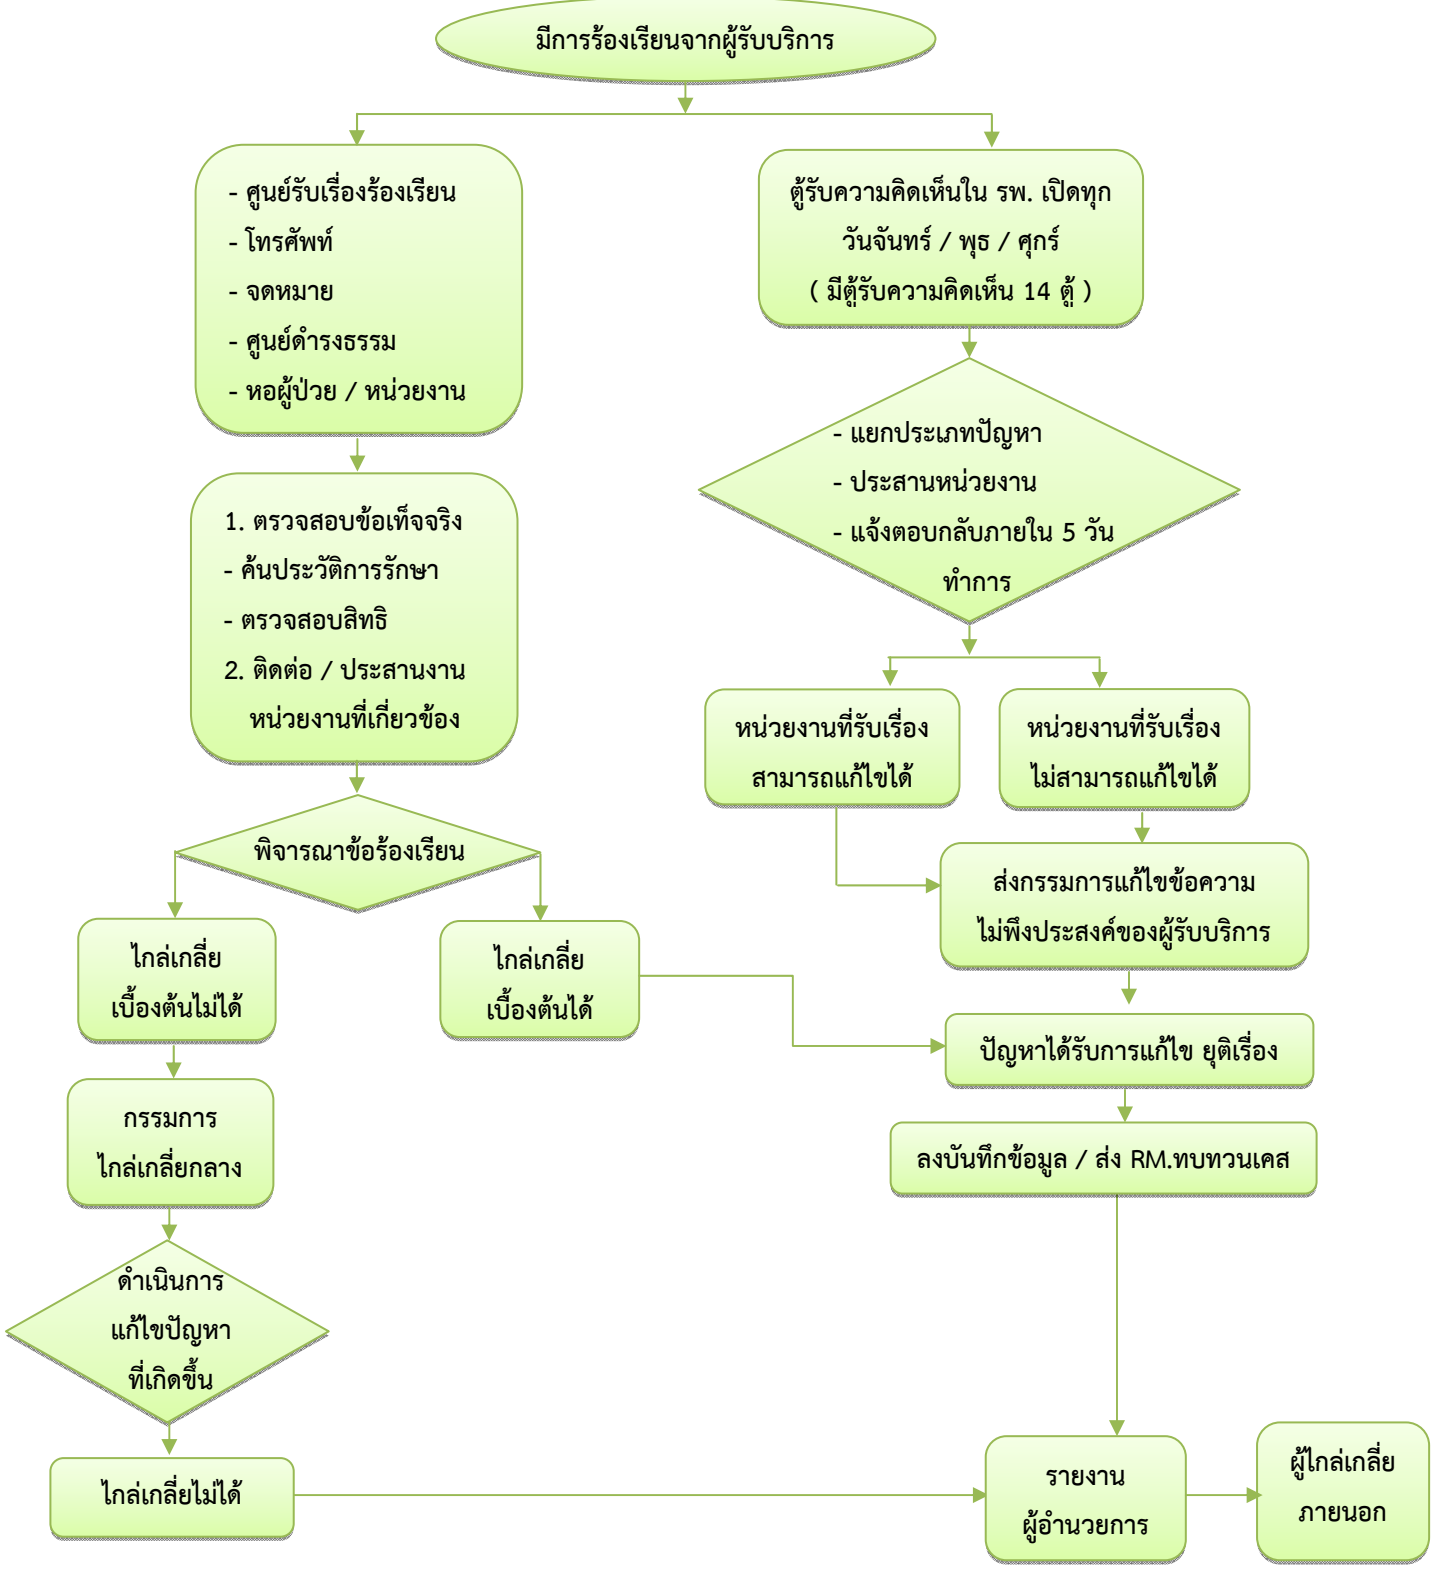 มีการร้องเรียนจากผู้รับบริการ
- ศูนย์รับเรื่องร้องเรียน
- โทรศัพท์
- จดหมาย
- ศูนย์ดำรงธรรม
- หอผู้ป่วย / หน่วยงาน
ตู้รับความคิดเห็นใน รพ. เปิดทุก
วันจันทร์ / พุธ / ศุกร์
( มีตู้รับความคิดเห็น 14 ตู้ )
- แยกประเภทปัญหา
- ประสานหน่วยงาน
- แจ้งตอบกลับภายใน 5 วัน
ทำการ
1. ตรวจสอบข้อเท็จจริง
- ค้นประวัติการรักษา
- ตรวจสอบสิทธิ
2. ติดต่อ / ประสานงาน
หน่วยงานที่เกี่ยวข้อง
หน่วยงานที่รับเรื่อง
สามารถแก้ไขได้
หน่วยงานที่รับเรื่อง
ไม่สามารถแก้ไขได้
พิจารณาข้อร้องเรียน
ส่งกรรมการแก้ไขข้อความ
ไม่พึงประสงค์ของผู้รับบริการ
ไกล่เกลี่ย
เบื้องต้นไม่ได้
ไกล่เกลี่ย
เบื้องต้นได้
ปัญหาได้รับการแก้ไข ยุติเรื่อง
กรรมการ
ไกล่เกลี่ยกลาง
ลงบันทึกข้อมูล / ส่ง RM.ทบทวนเคส
ดำเนินการ
แก้ไขปัญหา
ที่เกิดขึ้น
ไกล่เกลี่ยไม่ได้
รายงาน
ผู้อำนวยการ
ผู้ไกล่เกลี่ย
ภายนอก